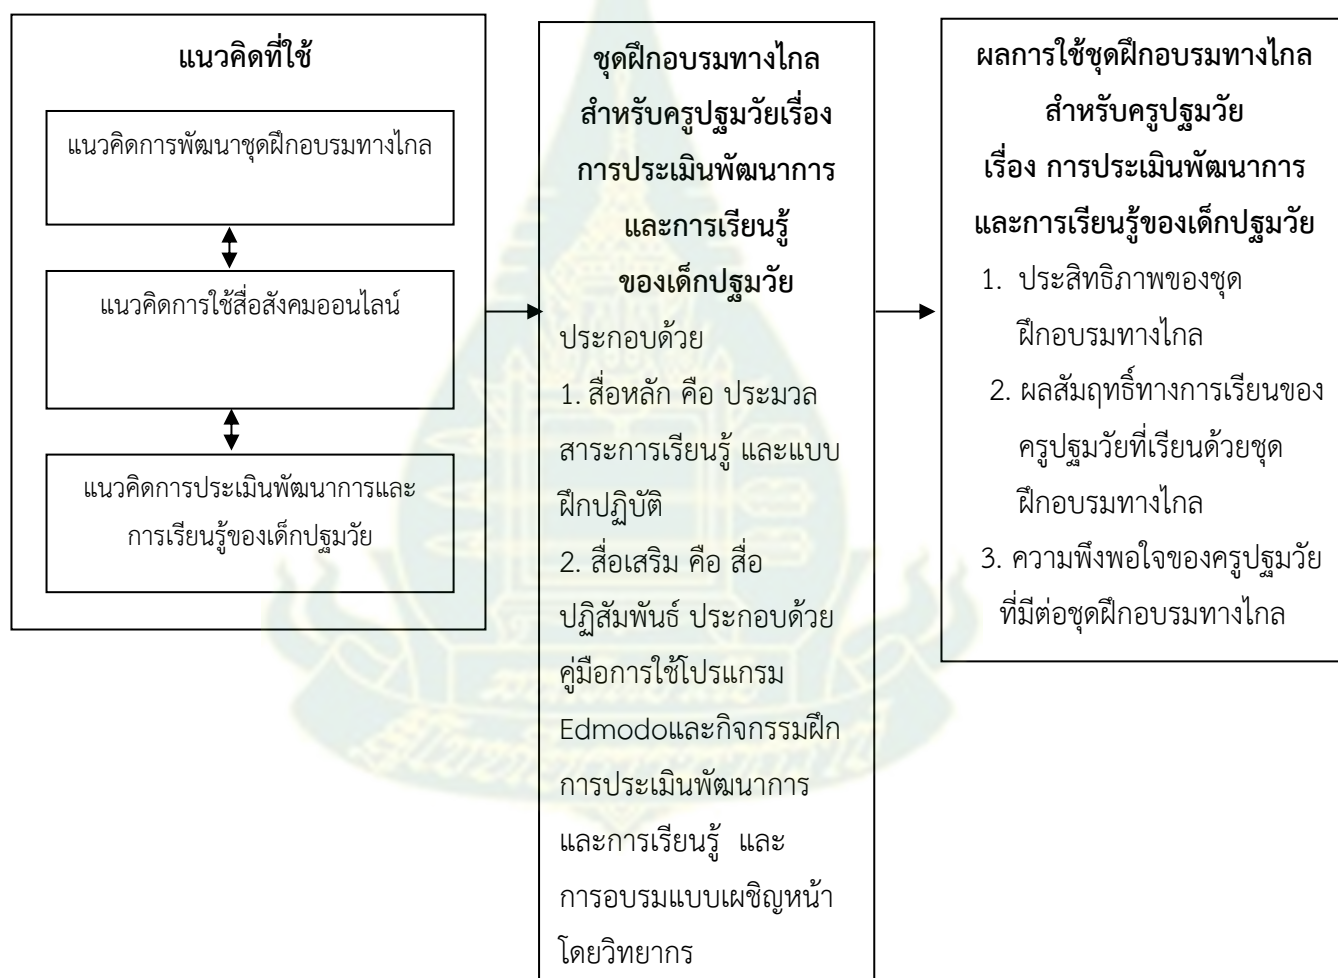 แนวคิดที่ใช้
แนวคิดการพัฒนาชุดฝึกอบรมทางไกล
แนวคิดการใช้สื่อสังคมออนไลน์
แนวคิดการประเมินพัฒนาการและ
การเรียนรู้ของเด็กปฐมวัย
ชุดฝึกอบรมทางไกล
สำหรับครูปฐมวัยเรื่อง
การประเมินพัฒนาการ
และการเรียนรู้
ของเด็กปฐมวัย
ประกอบด้วย
1. สื่อหลัก คือ ประมวล
สาระการเรียนรู้ และแบบ
ฝึกปฏิบัติ
2. สื่อเสริม คือ สื่อ
ปฏิสัมพันธ์ ประกอบด้วย
คู่มือการใช้โปรแกรม
Edmodoและกิจกรรมฝึก
การประเมินพัฒนาการ
และการเรียนรู้ และ
การอบรมแบบเผชิญหน้า
โดยวิทยากร
ผลการใช้ชุดฝึกอบรมทางไกล
สำหรับครูปฐมวัย
เรื่อง การประเมินพัฒนาการ
และการเรียนรู้ของเด็กปฐมวัย
1. ประสิทธิภาพของชุด
ฝึกอบรมทางไกล
2. ผลสัมฤทธิ์ทางการเรียนของ
ครูปฐมวัยที่เรียนด้วยชุด
ฝึกอบรมทางไกล
3. ความพึงพอใจของครูปฐมวัย
ที่มีต่อชุดฝึกอบรมทางไกล